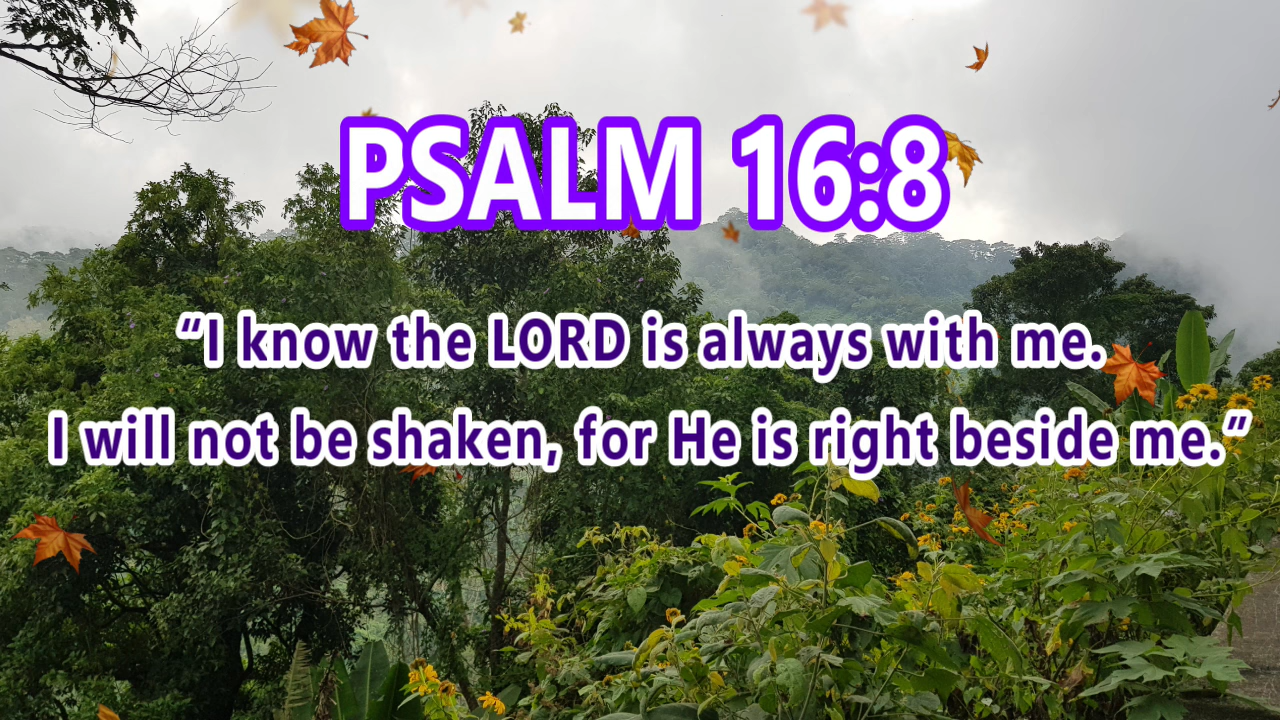 PSALM 16:8
“I know the LORD is always with me.
I will not be shaken, for He is right beside me.”